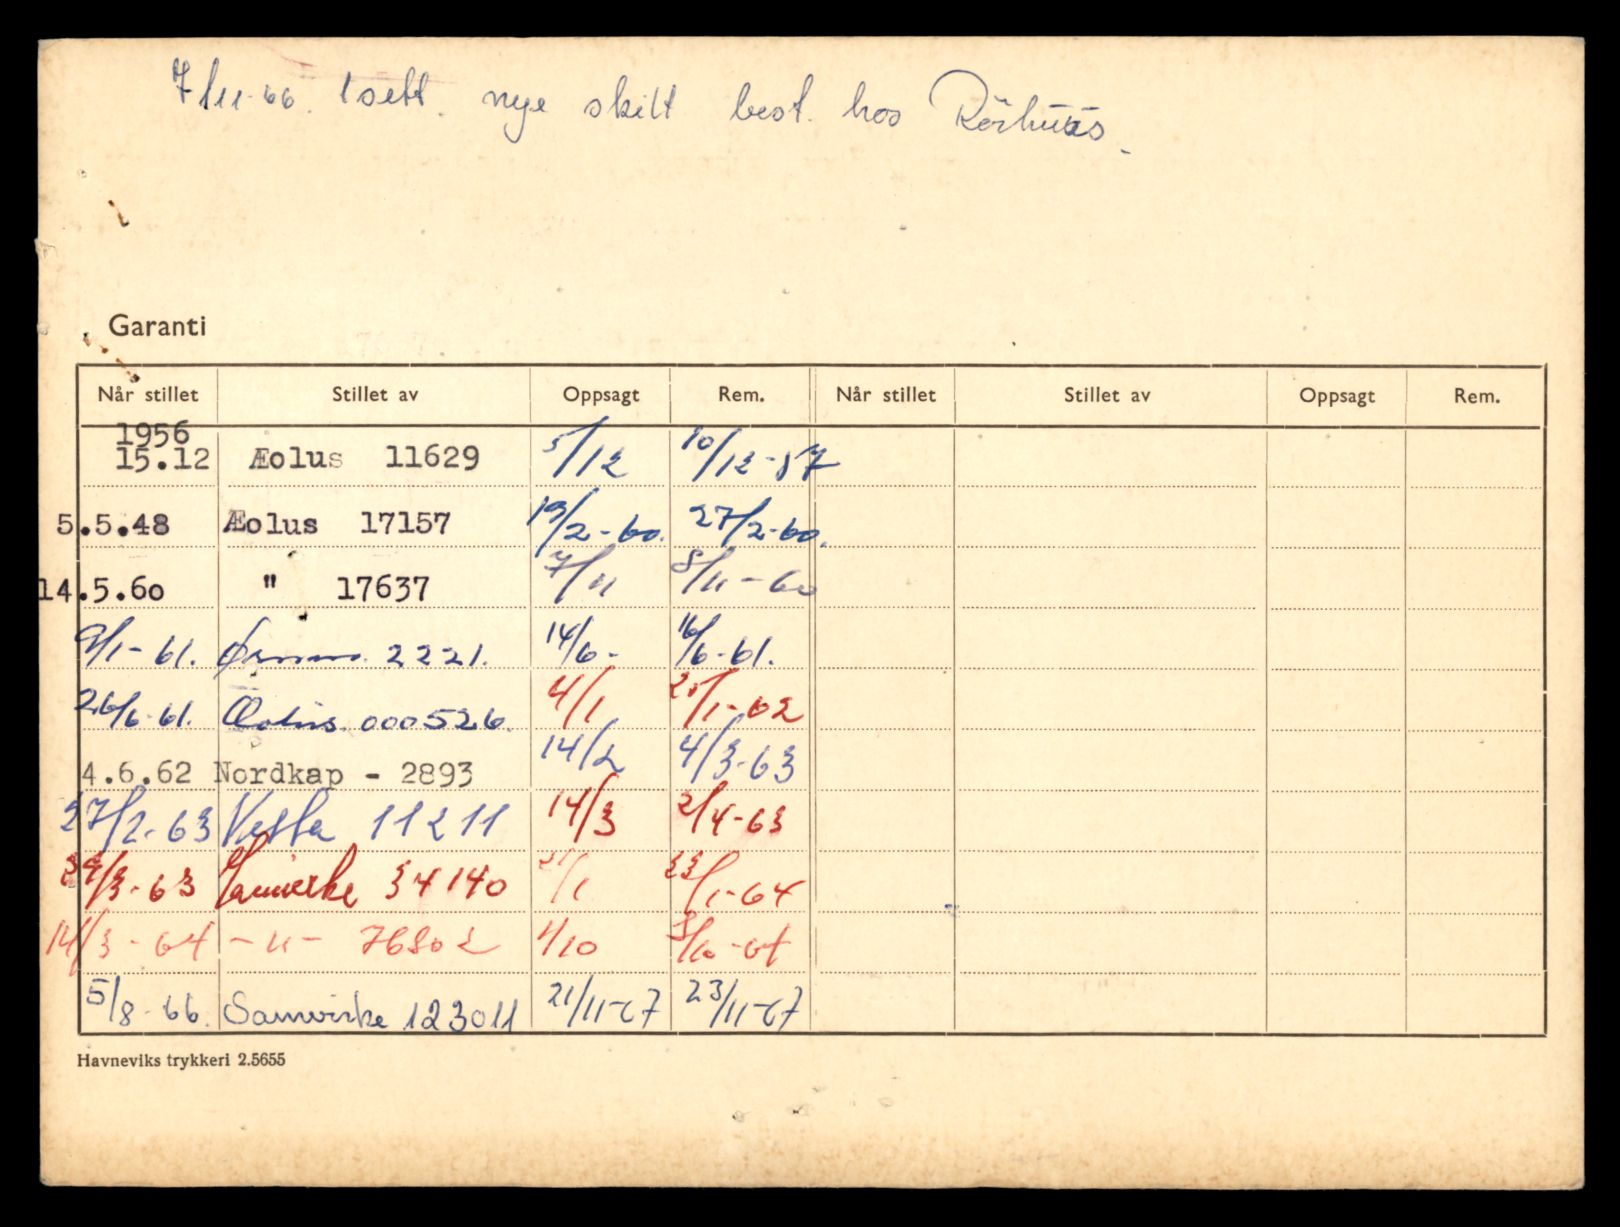 7/11-66. 1 sett. nye skilt best. hos
Garanti
Når stillet Stillet av Oppsagt Rem. Når stillet Stillet av Oppsagt Rem.
1956
15.12 Æolus 11629 5/12 10/12-57
5.5.48 Æolus 17157 19/2-60. 27/2-60.
14.5.60 " 17637 7/11 8/11-60
9/1-61. 2221. 14/6- 16/6-61.
26/6-61. Æolus 000526. 4/1 20/1-62
4.6.62 Nordkap - 2893 14/2 4/3-63
27/2-63 Vesta 11211 14/3 2/4-63
29/3-63 Samvirke 34140 21/1 23/1-64
14/3-64 -"- 76802 1/10 3/10-64
5/8-66. Samvirke 123011 21/11-67 23/11-67
Havneviks trykkeri 2.5655